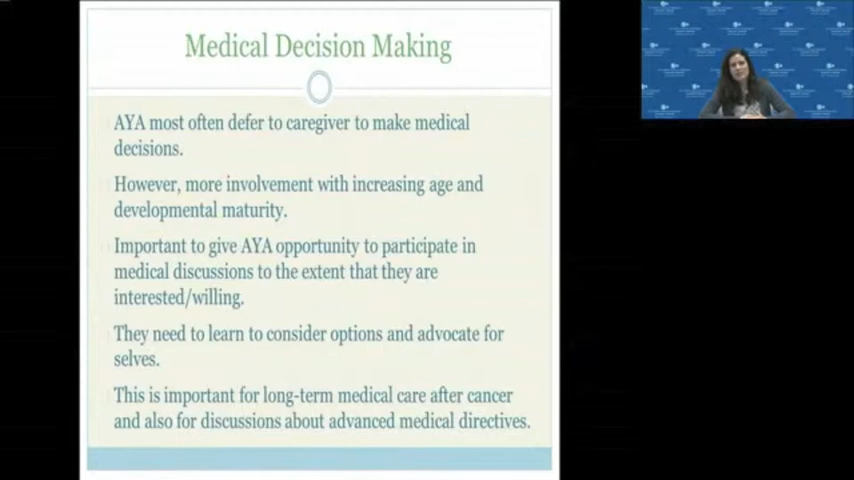 Medical Decision Making
AYA most often defer to caregiver to make medical
decisions.
However, more involvement with increasing age and
developmental maturity.
Important to give AYA opportunity to participate in
medical discussions to the extent that they are
interested/willing.
They need to learn to consider options and advocate for
selves.
This is important for long-term medical care after cancer
and also for discussions about advanced medical directives.